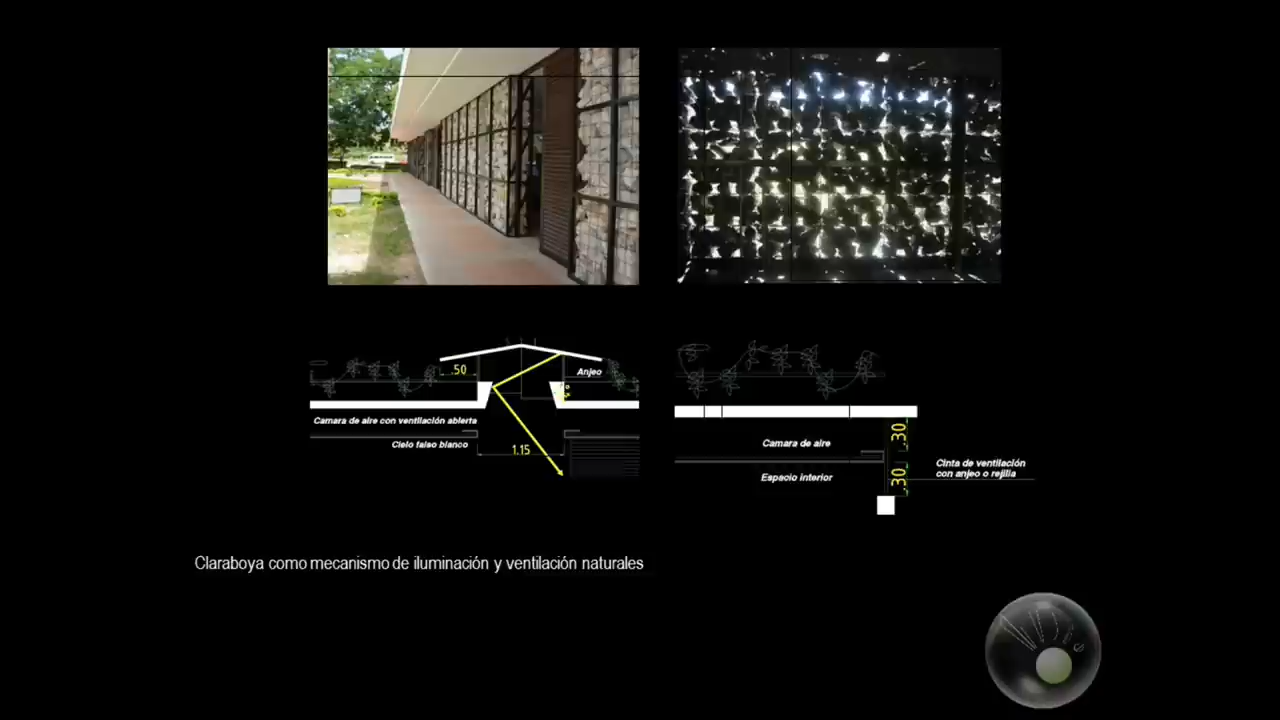 .50
Anjeo
Camara de aire con ventilación abierta
Cielo falso blanco
1.15
.30
Camara de aire
.30
Espacio interior
Cinta de ventilación
con anjeo o rejilla
Claraboya como mecanismo de iluminación y ventilación naturales